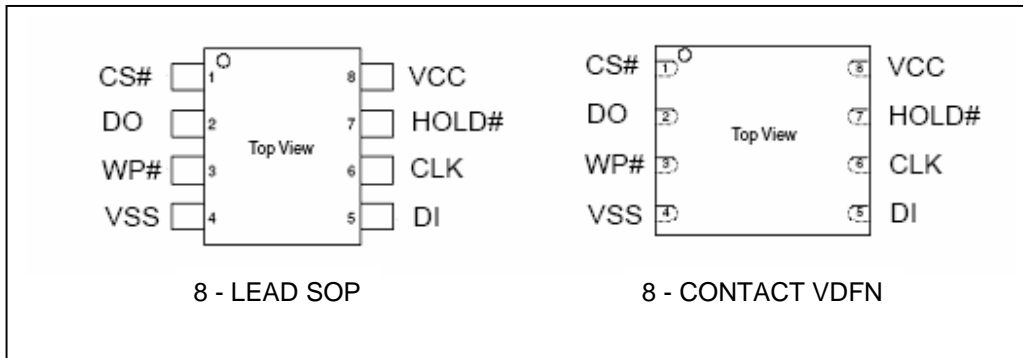 CS# 1 8 VCC
DO 2 7 HOLD#
WP# 3 6 CLK
VSS 4 5 DI
Top View
8 - LEAD SOP
CS# 1 8 VCC
DO 2 7 HOLD#
WP# 3 6 CLK
VSS 4 5 DI
Top View
8 - CONTACT VDFN